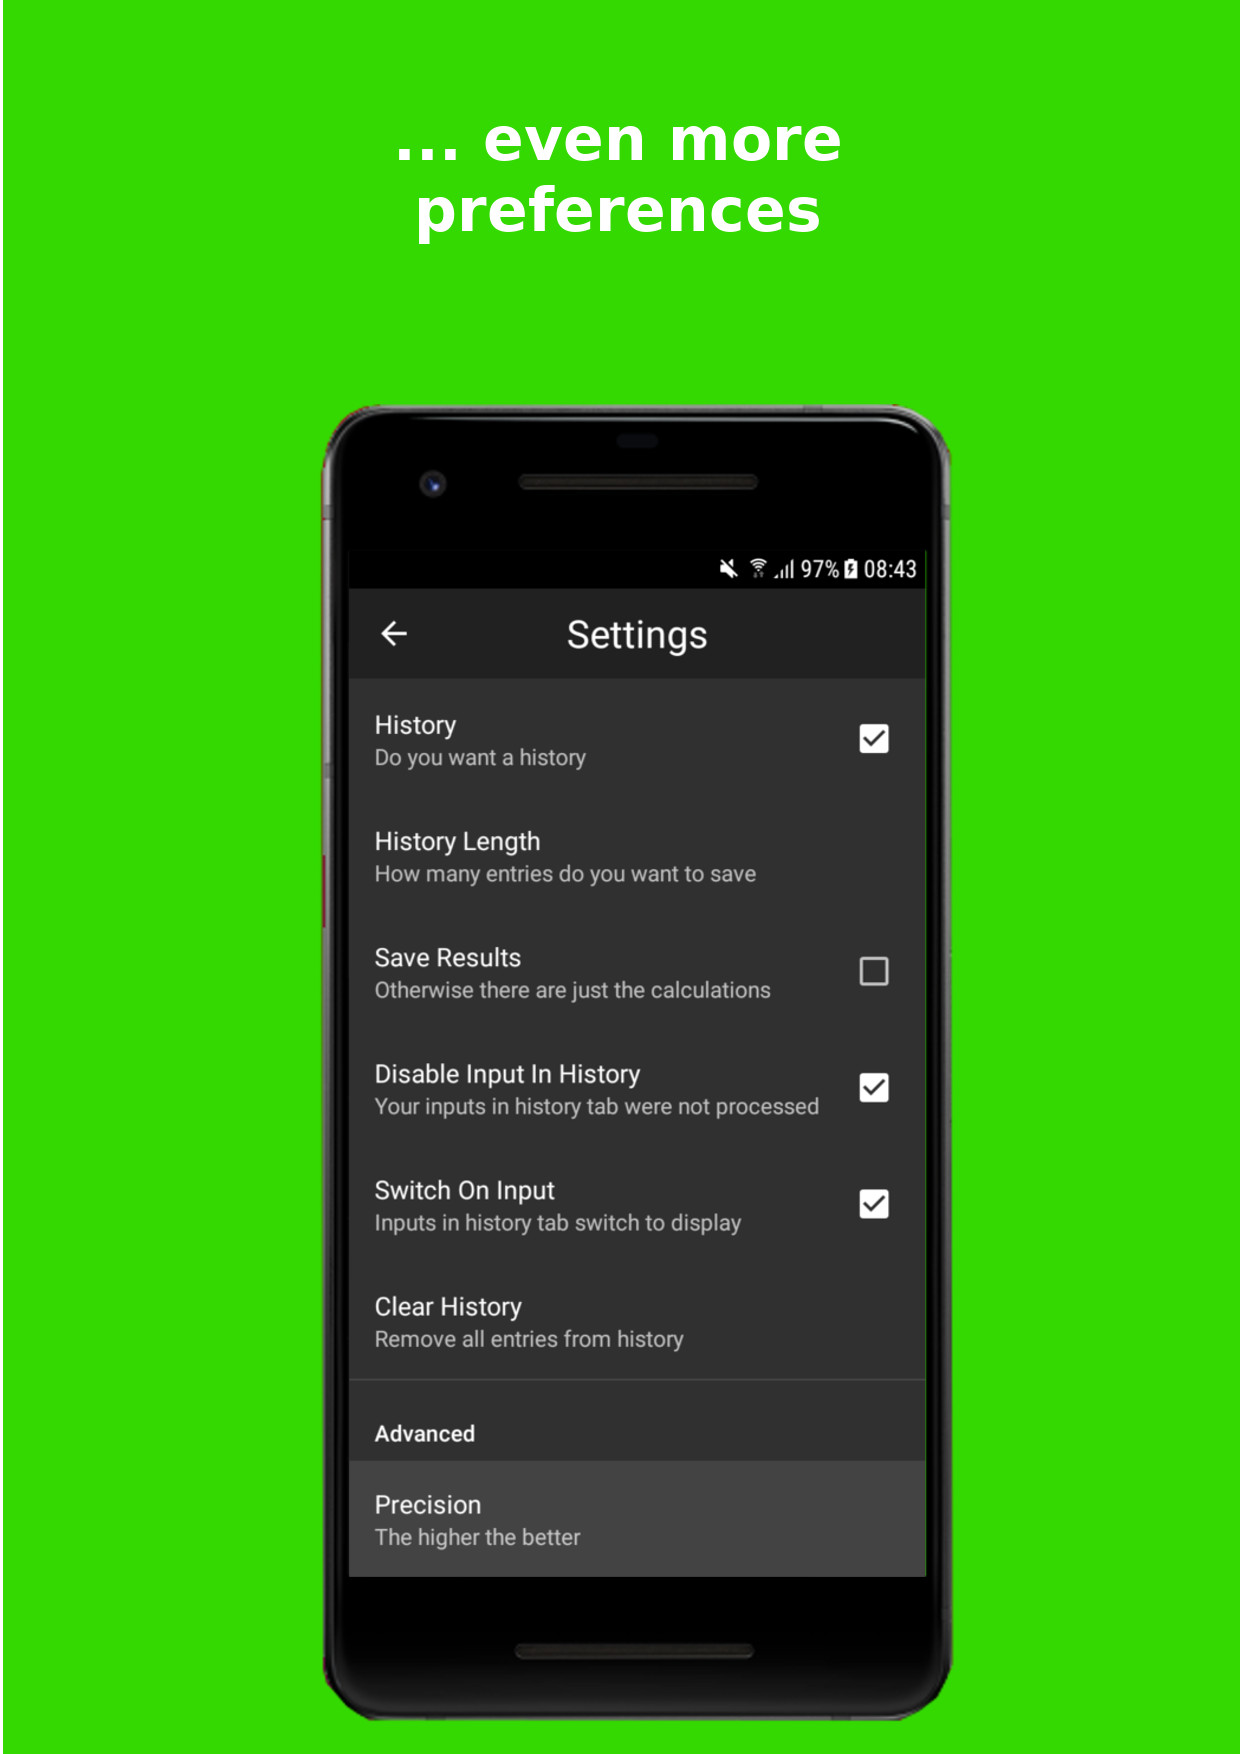 ... even more
preferences
97% 08:43
Settings
History
Do you want a history
History Length
How many entries do you want to save
Save Results
Otherwise there are just the calculations
Disable Input In History
Your inputs in history tab were not processed
Switch On Input
Inputs in history tab switch to display
Clear History
Remove all entries from history
Advanced
Precision
The higher the better